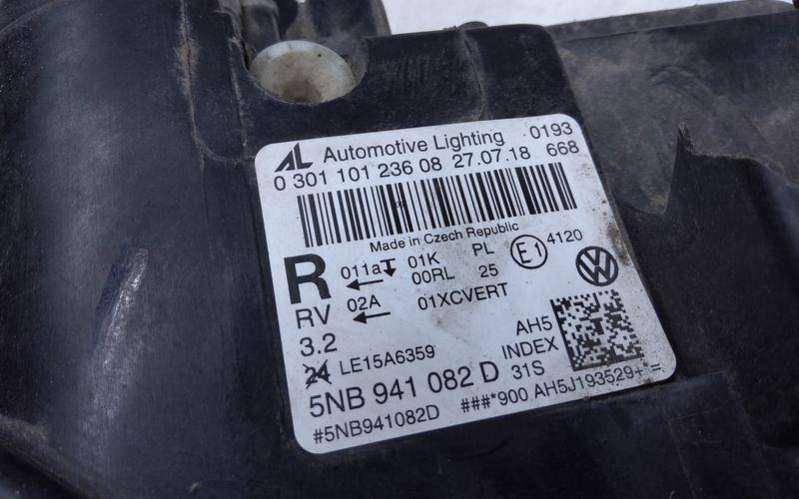 AL Automotive Lighting 0193
0 301 101 236 08 27.07.18 668
Made in Czech Republic
R 011a 01K PL E1 4120
00RL 25
RV 02A 01XCVERT
3.2 AH5
24 LE15A6359 INDEX
5NB 941 082 D 31S
#5NB941082D ###*900 AH5J193529+*=